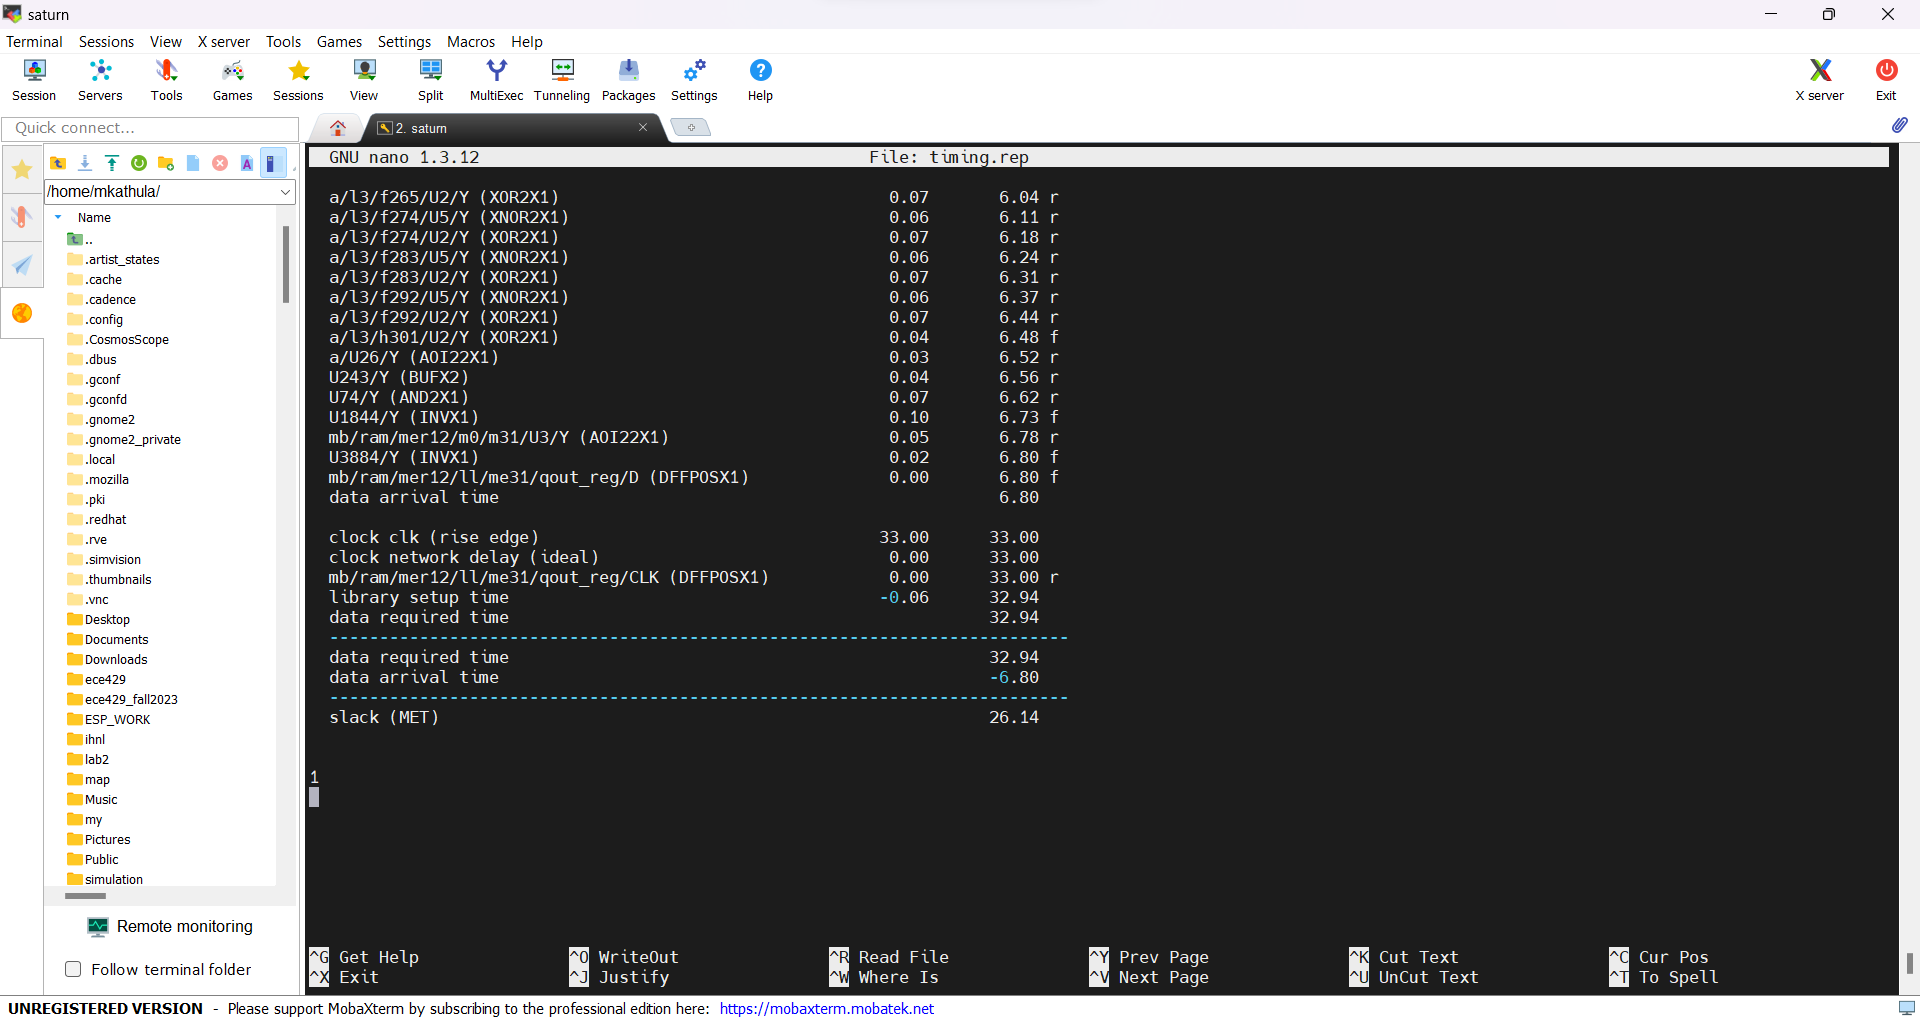 saturn
Terminal Sessions View X server Tools Games Settings Macros Help
Session Servers Tools Games Sessions View Split MultiExec Tunneling Packages Settings Help X server Exit
Quick connect...
2. saturn
/home/mkathula/
Name
..
.artist_states
.cache
.cadence
.config
.CosmosScope
.dbus
.gconf
.gconfd
.gnome2
.gnome2_private
.local
.mozilla
.pki
.redhat
.rve
.simvision
.thumbnails
.vnc
Desktop
Documents
Downloads
ece429
ece429_fall2023
ESP_WORK
ihnl
lab2
map
Music
my
Pictures
Public
simulation
Remote monitoring
Follow terminal folder
GNU nano 1.3.12 File: timing.rep
a/l3/f265/U2/Y (XOR2X1) 0.07 6.04 r
a/l3/f274/U5/Y (XNOR2X1) 0.06 6.11 r
a/l3/f274/U2/Y (XOR2X1) 0.07 6.18 r
a/l3/f283/U5/Y (XNOR2X1) 0.06 6.24 r
a/l3/f283/U2/Y (XOR2X1) 0.07 6.31 r
a/l3/f292/U5/Y (XNOR2X1) 0.06 6.37 r
a/l3/f292/U2/Y (XOR2X1) 0.07 6.44 r
a/l3/h301/U2/Y (XOR2X1) 0.04 6.48 f
a/U26/Y (AOI22X1) 0.03 6.52 r
U243/Y (BUFX2) 0.04 6.56 r
U74/Y (AND2X1) 0.07 6.62 r
U1844/Y (INVX1) 0.10 6.73 f
mb/ram/mer12/m0/m31/U3/Y (AOI22X1) 0.05 6.78 r
U3884/Y (INVX1) 0.02 6.80 f
mb/ram/mer12/ll/me31/qout_reg/D (DFFPOSX1) 0.00 6.80 f
data arrival time 6.80
clock clk (rise edge) 33.00 33.00
clock network delay (ideal) 0.00 33.00
mb/ram/mer12/ll/me31/qout_reg/CLK (DFFPOSX1) 0.00 33.00 r
library setup time -0.06 32.94
data required time 32.94
--------------------------------------------------------------------------
data required time 32.94
data arrival time -6.80
--------------------------------------------------------------------------
slack (MET) 26.14
1
^G Get Help ^O WriteOut ^R Read File ^Y Prev Page ^K Cut Text ^C Cur Pos
^X Exit ^J Justify ^W Where Is ^V Next Page ^U UnCut Text ^T To Spell
UNREGISTERED VERSION - Please support MobaXterm by subscribing to the professional edition here: https://mobaxterm.mobatek.net